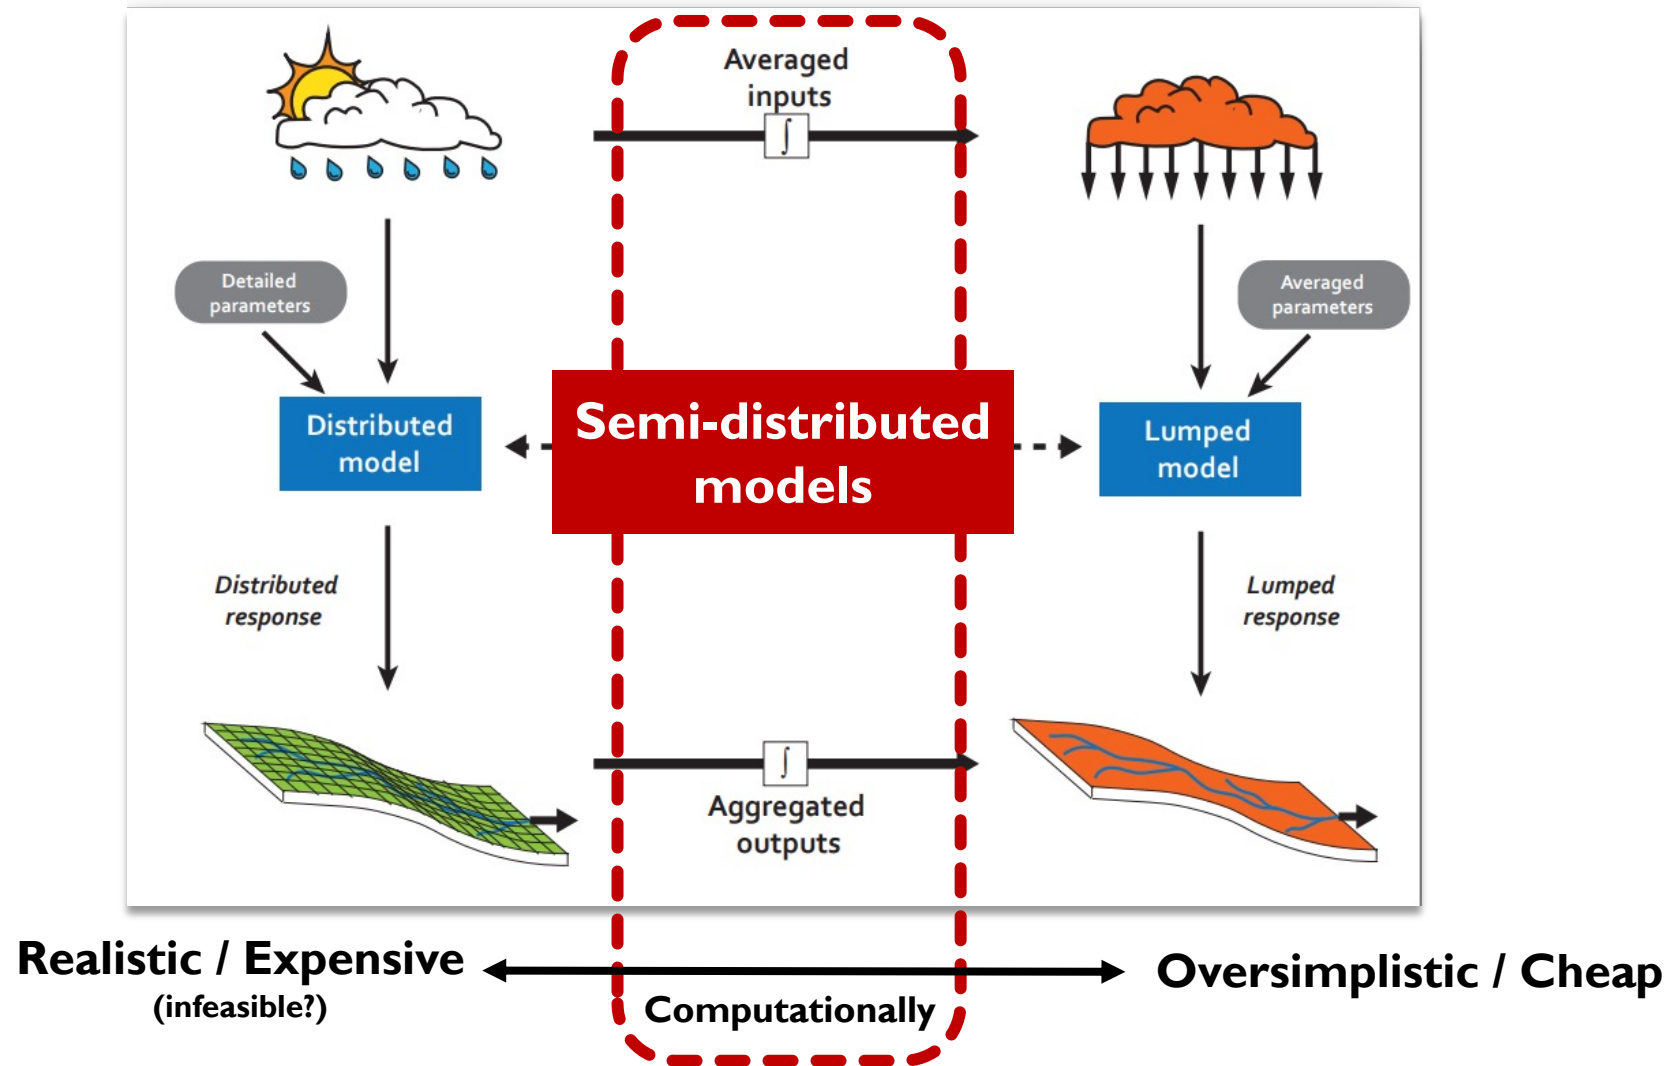 Averaged
inputs
∫
Detailed
parameters
Averaged
parameters
Distributed
model
Semi-distributed
models
Lumped
model
Distributed
response
Lumped
response
∫
Aggregated
outputs
Realistic / Expensive
(infeasible?)
Computationally
Oversimplistic / Cheap